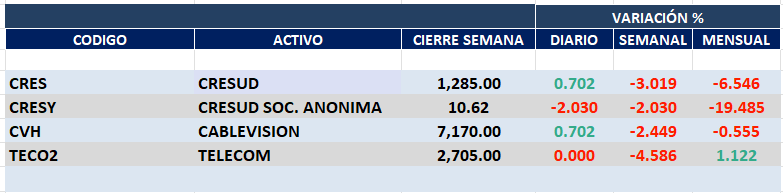 VARIACIÓN %
CODIGO ACTIVO CIERRE SEMANA DIARIO SEMANAL MENSUAL
CRES CRESUD 1,285.00 0.702 -3.019 -6.546
CRESY CRESUD SOC. ANONIMA 10.62 -2.030 -2.030 -19.485
CVH CABLEVISION 7,170.00 0.702 -2.449 -0.555
TECO2 TELECOM 2,705.00 0.000 -4.586 1.122